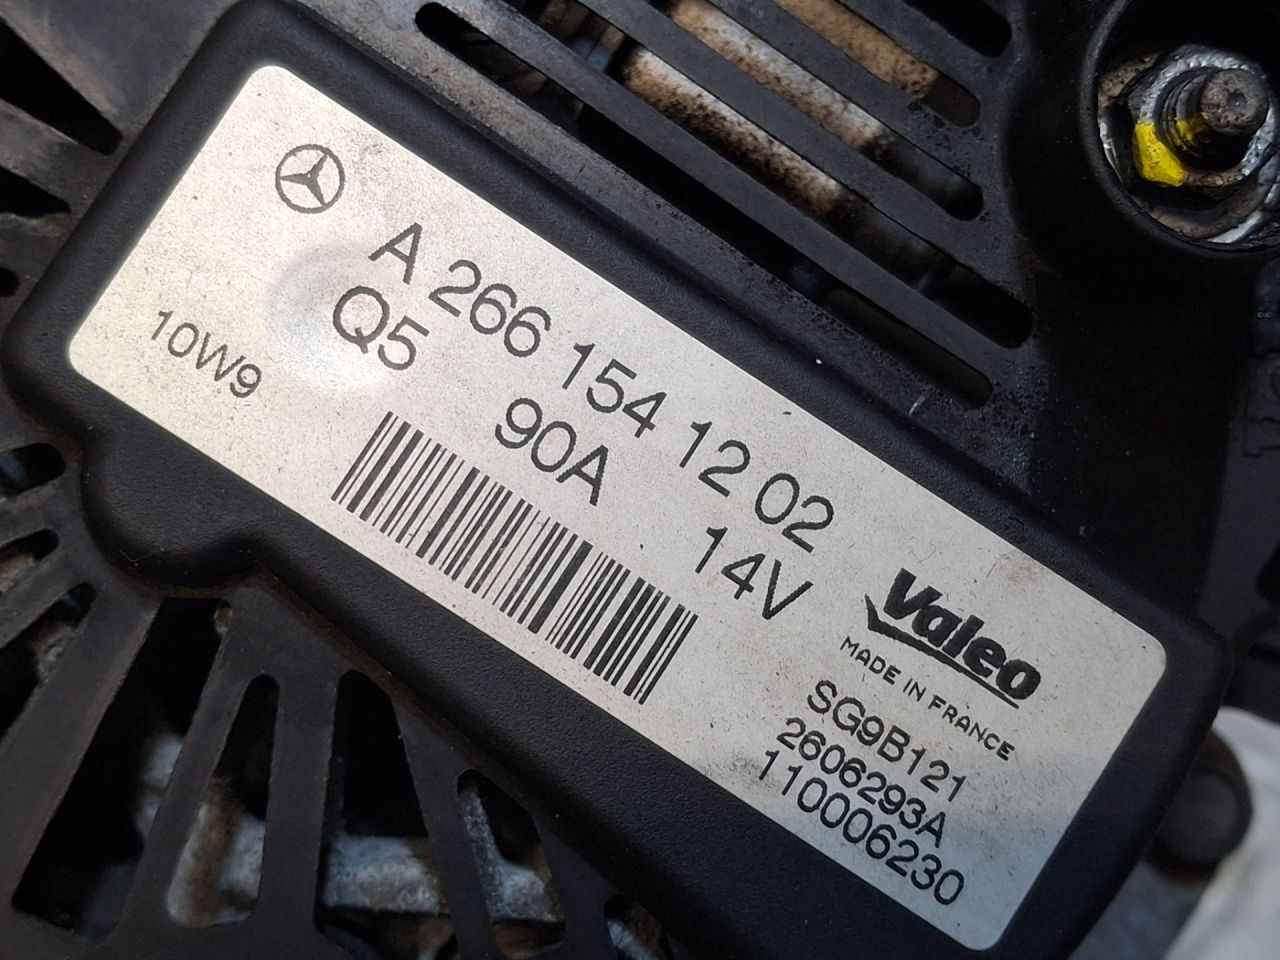 A 266 154 12 02
Q5 90A 14V
10W9
Valeo
MADE IN FRANCE
SG9B121
2606293A
110006230